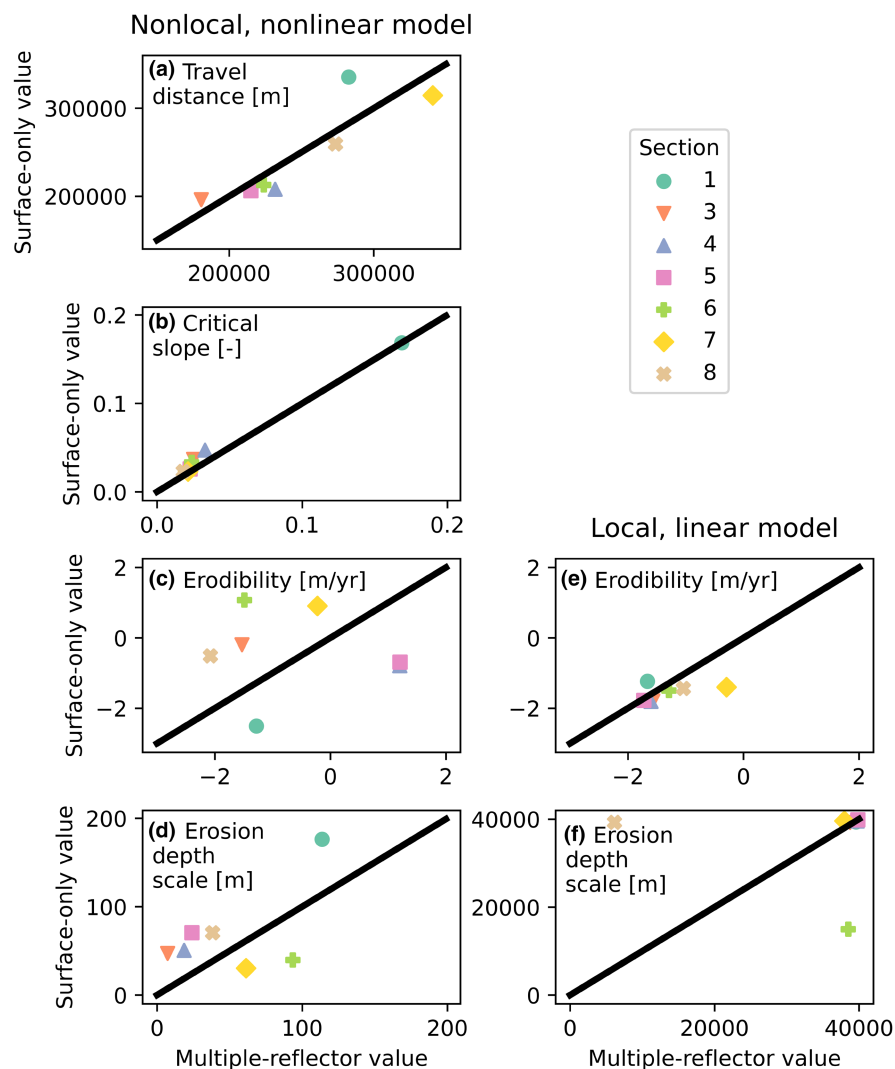 Nonlocal, nonlinear model
(a) Travel
distance [m]
Surface-only value
300000
200000
200000 300000
Section
1
3
4
5
6
7
8
(b) Critical
slope [-]
Surface-only value
0.2
0.1
0.0
0.0 0.1 0.2
Local, linear model
(c) Erodibility [m/yr]
Surface-only value
2
0
−2
−2 0 2
(e) Erodibility [m/yr]
2
0
−2
−2 0 2
(d) Erosion
depth
scale [m]
Surface-only value
200
100
0
0 100 200
Multiple-reflector value
(f) Erosion
depth
scale [m]
40000
20000
0
0 20000 40000
Multiple-reflector value